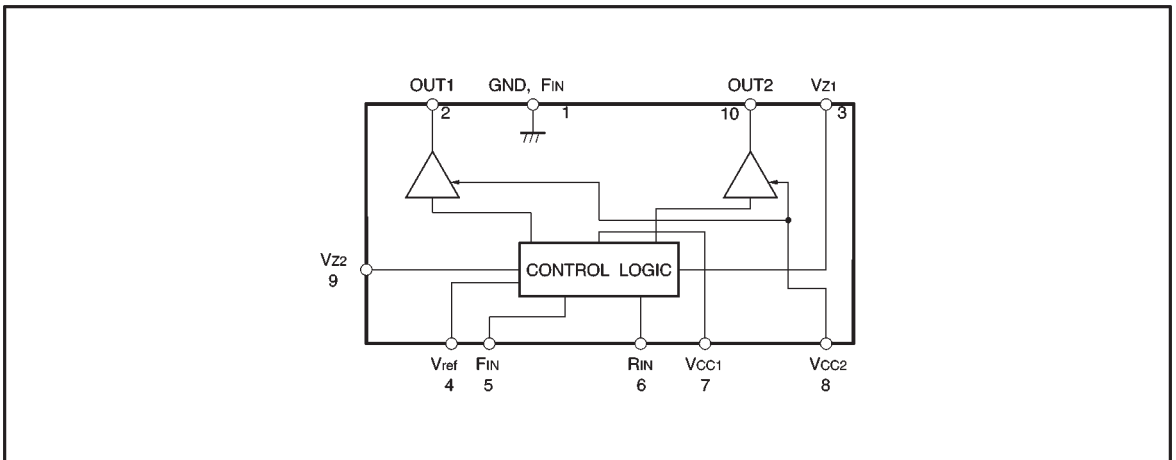 OUT1 GND, FIN OUT2 VZ1
2 1 10 3
VZ2
9
CONTROL LOGIC
Vref FIN RIN VCC1 VCC2
4 5 6 7 8